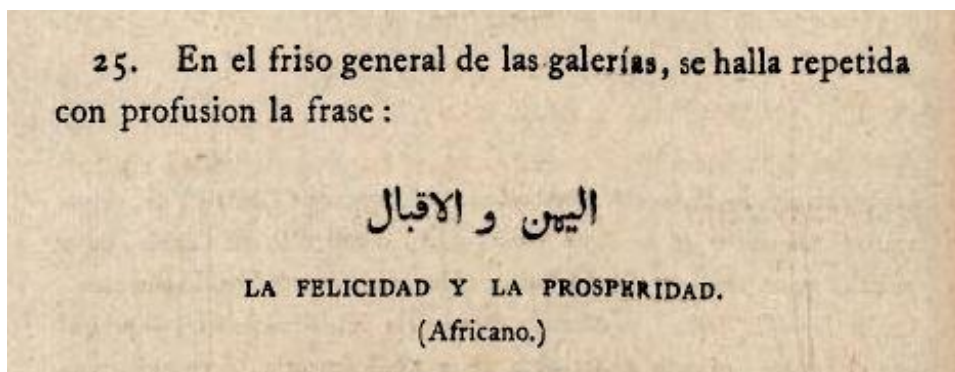 25. En el friso general de las galerías, se halla repetida
con profusion la frase :
اليمن و الاقبال
LA FELICIDAD Y LA PROSPERIDAD.
(Africano.)